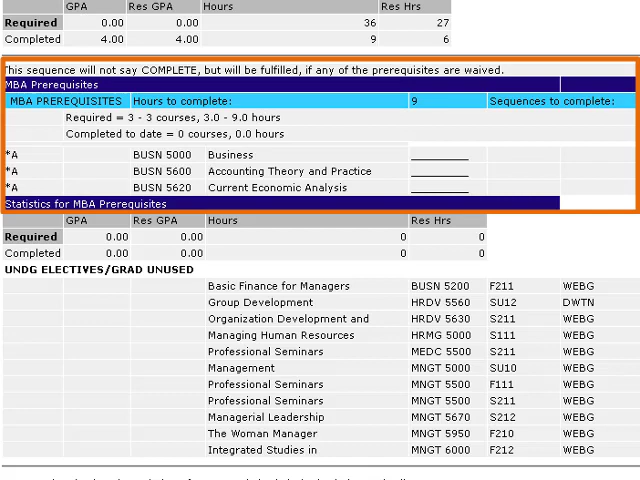 GPA Res GPA Hours Res Hrs
Required 0.00 0.00 36 27
Completed 4.00 4.00 9 6
This sequence will not say COMPLETE, but will be fulfilled, if any of the prerequisites are waived.
MBA Prerequisites
MBA PREREQUISITES Hours to complete: 9 Sequences to complete:
Required = 3 - 3 courses, 3.0 - 9.0 hours
Completed to date = 0 courses, 0.0 hours
*A BUSN 5000 Business
*A BUSN 5600 Accounting Theory and Practice
*A BUSN 5620 Current Economic Analysis
Statistics for MBA Prerequisites
GPA Res GPA Hours Res Hrs
Required 0.00 0.00 0 0
Completed 0.00 0.00 0 0
UNDG ELECTIVES/GRAD UNUSED
Basic Finance for Managers BUSN 5200 F211 WEBG
Group Development HRDV 5560 SU12 DWTN
Organization Development and HRDV 5630 S211 WEBG
Managing Human Resources HRMG 5000 S111 WEBG
Professional Seminars MEDC 5500 S211 WEBG
Management MNGT 5000 SU10 WEBG
Professional Seminars MNGT 5500 F111 WEBG
Professional Seminars MNGT 5500 S211 WEBG
Managerial Leadership MNGT 5670 S212 WEBG
The Woman Manager MNGT 5950 F210 WEBG
Integrated Studies in MNGT 6000 F212 WEBG